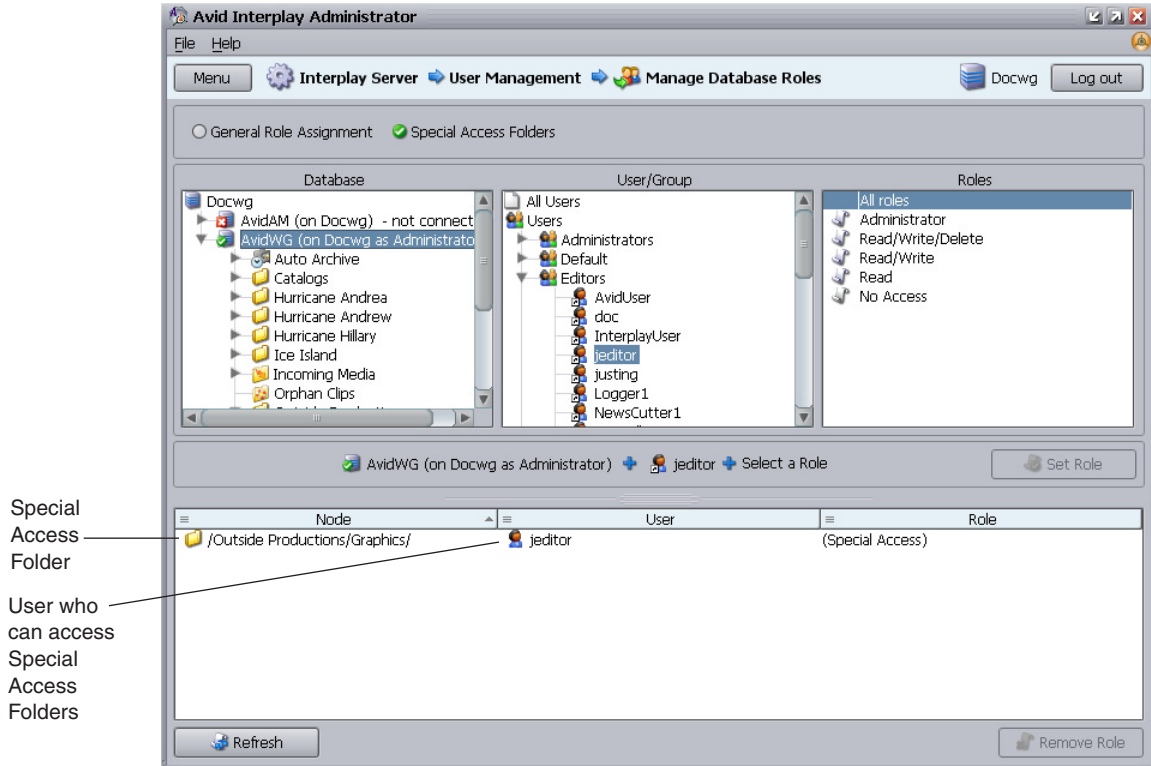 Avid Interplay Administrator
File Help
Menu Interplay Server User Management Manage Database Roles Docwg Log out
General Role Assignment Special Access Folders
Database
Docwg
AvidAM (on Docwg) - not connect
AvidWG (on Docwg as Administrato
Auto Archive
Catalogs
Hurricane Andrea
Hurricane Andrew
Hurricane Hillary
Ice Island
Incoming Media
Orphan Clips
User/Group
All Users
Users
Administrators
Default
Editors
AvidUser
doc
InterplayUser
jeditor
justing
Logger1
NewsCutter1
Roles
All roles
Administrator
Read/Write/Delete
Read/Write
Read
No Access
AvidWG (on Docwg as Administrator) jeditor Select a Role Set Role
Node User Role
/Outside Productions/Graphics/ jeditor (Special Access)
Special
Access
Folder
User who
can access
Special
Access
Folders
Refresh Remove Role